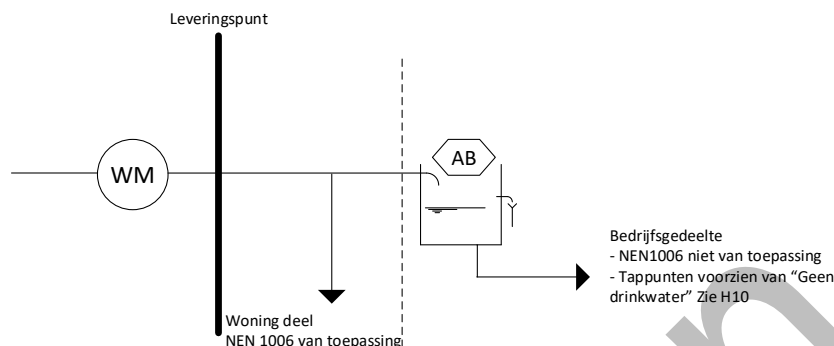 Leveringspunt
WM
AB
Bedrijfsgedeelte
- NEN1006 niet van toepassing
- Tappunten voorzien van “Geen
drinkwater” Zie H10
Woning deel
NEN 1006 van toepassing